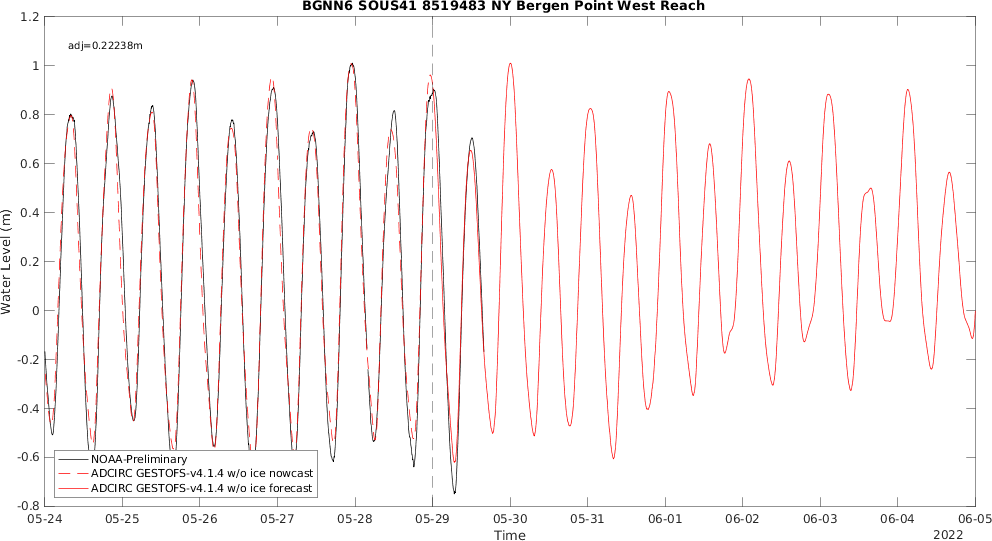 BGNN6 SOUS41 8519483 NY Bergen Point West Reach
1.2
adj=0.22238m
1
0.8
0.6
0.4
0.2
0
-0.2
-0.4
-0.6
-0.8
Water Level (m)
NOAA-Preliminary
ADCIRC GESTOFS-v4.1.4 w/o ice nowcast
ADCIRC GESTOFS-v4.1.4 w/o ice forecast
05-24 05-25 05-26 05-27 05-28 05-29 05-30 05-31 06-01 06-02 06-03 06-04 06-05
Time
2022